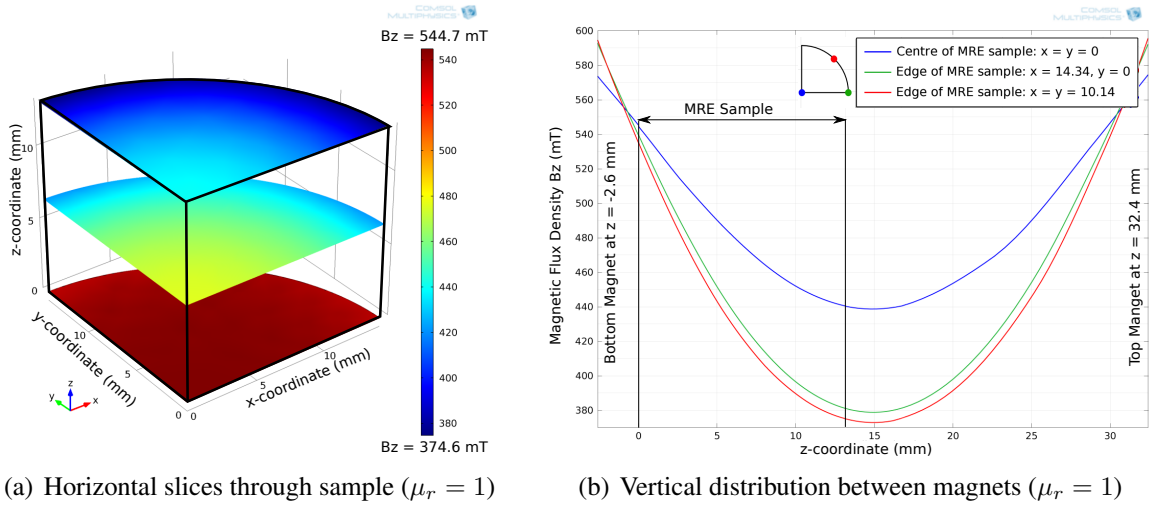 COMSOL
MULTIPHYSICS
Bz = 544.7 mT
540
520
500
480
460
440
420
400
380
Bz = 374.6 mT
z-coordinate (mm)
10
5
0
y-coordinate (mm)
10
5
0
x-coordinate (mm)
0
5
10
z
y
x
(a) Horizontal slices through sample (μr = 1)
COMSOL
MULTIPHYSICS
Centre of MRE sample: x = y = 0
Edge of MRE sample: x = 14.34, y = 0
Edge of MRE sample: x = y = 10.14
MRE Sample
Magnetic Flux Density Bz (mT)
600
580
560
540
520
500
480
460
440
420
400
380
Bottom Magnet at z = -2.6 mm
Top Manget at z = 32.4 mm
0
5
10
15
20
25
30
z-coordinate (mm)
(b) Vertical distribution between magnets (μr = 1)